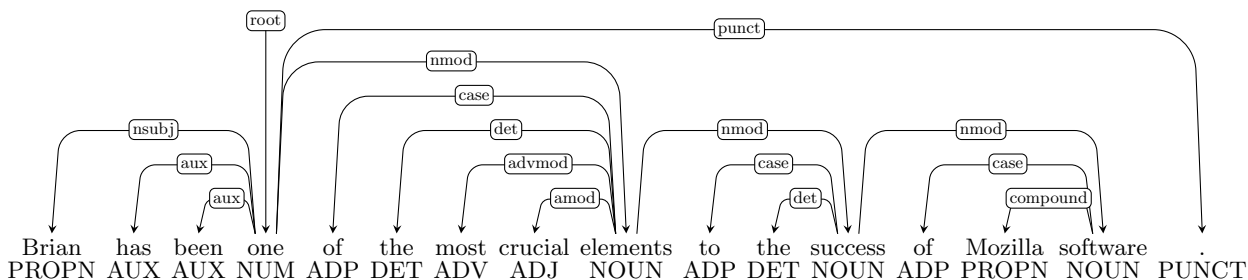 root
punct
nmod
case
nsubj det nmod nmod
aux advmod case case
aux amod det compound
Brian has been one of the most crucial elements to the success of Mozilla software .
PROPN AUX AUX NUM ADP DET ADV ADJ NOUN ADP DET NOUN ADP PROPN NOUN PUNCT